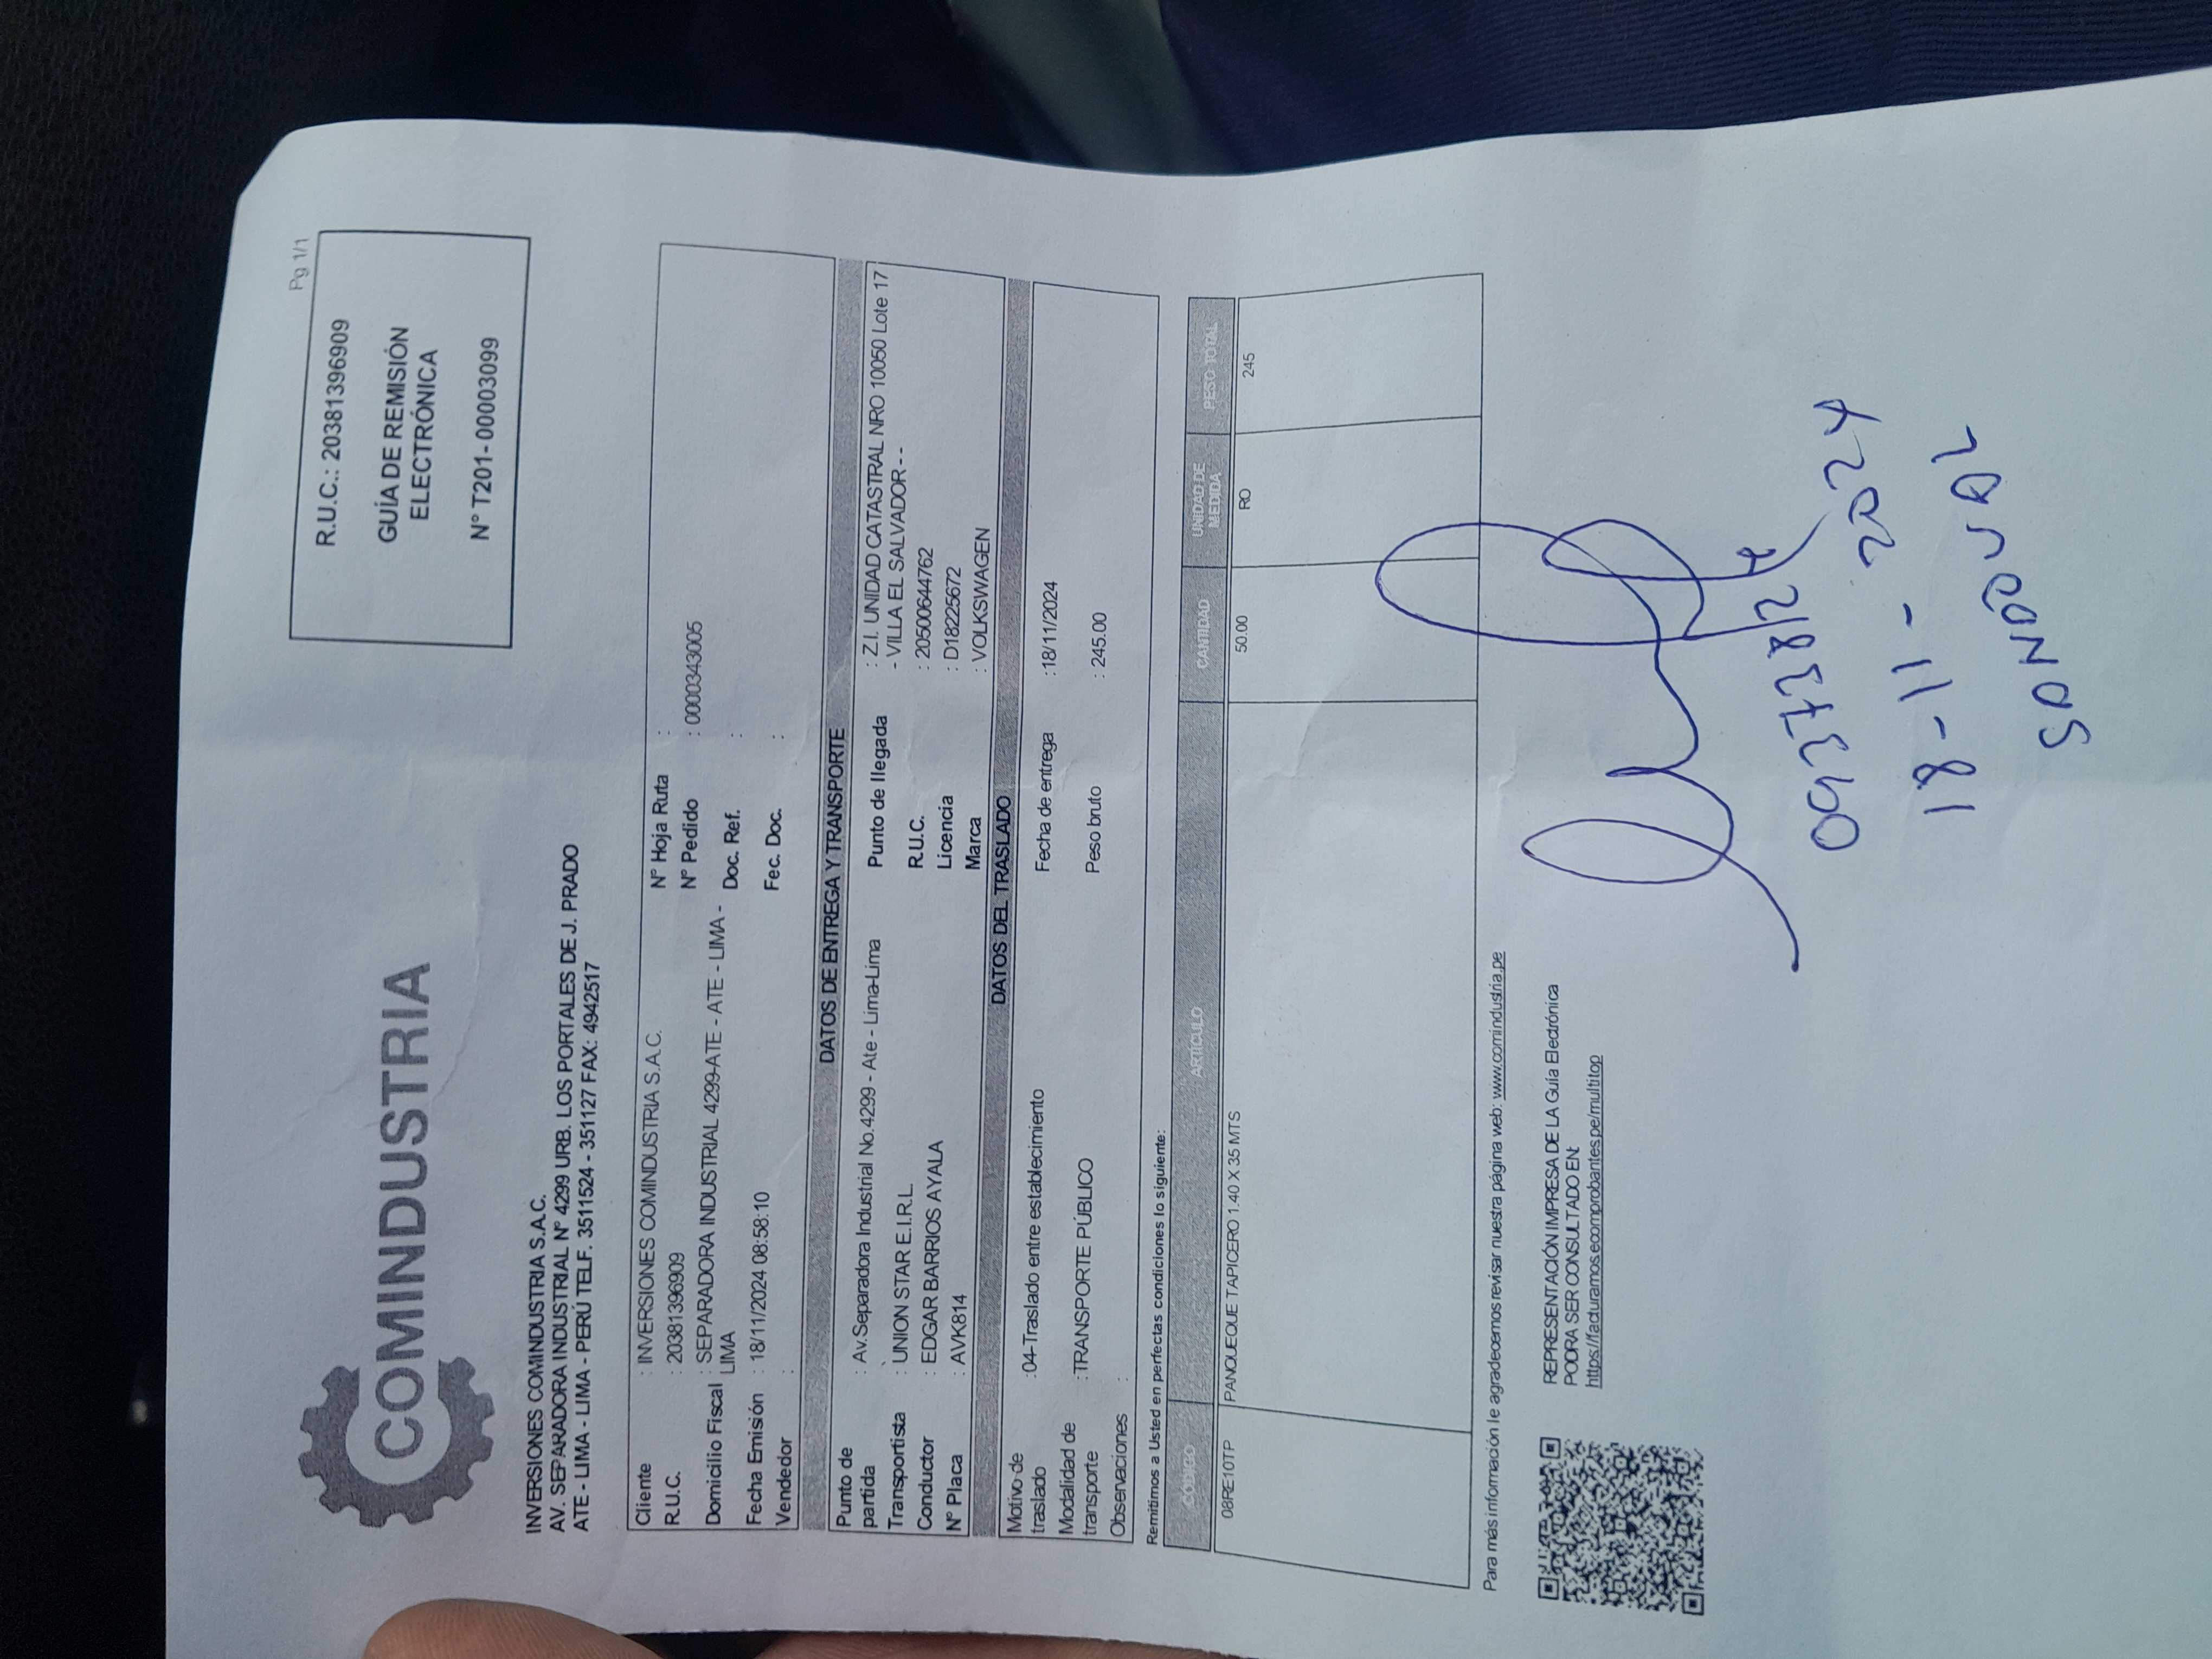 Pg 1/1
R.U.C.: 20381396909
GUÍA DE REMISIÓN
ELECTRÓNICA
N° T201-00003099
COMINDUSTRIA
INVERSIONES COMINDUSTRIA S.A.C.
AV. SEPARADORA INDUSTRIAL N° 4299 URB. LOS PORTALES DE J. PRADO
ATE - LIMA - LIMA - PERÚ TELF. 3511524 - 351127 FAX: 4942517
Cliente : INVERSIONES COMINDUSTRIA S.A.C. N° Hoja Ruta :
R.U.C. : 20381396909 N° Pedido : 0000343005
Domicilio Fiscal : SEPARADORA INDUSTRIAL 4299-ATE - ATE - LIMA - LIMA Doc. Ref. :
Fecha Emisión : 18/11/2024 08:58:10 Fec. Doc. :
Vendedor :
DATOS DE ENTREGA Y TRANSPORTE
Punto de partida : Av.Separadora Industrial No.4299 - Ate - Lima-Lima Punto de llegada : Z.I. UNIDAD CATASTRAL NRO 10050 Lote 17 - VILLA EL SALVADOR - -
Transportista : UNION STAR E.I.R.L. R.U.C. : 20500644762
Conductor : EDGAR BARRIOS AYALA Licencia : D18225672
N° Placa : AVK814 Marca : VOLKSWAGEN
DATOS DEL TRASLADO
Motivo de traslado :04-Traslado entre establecimiento Fecha de entrega :18/11/2024
Modalidad de transporte :TRANSPORTE PÚBLICO Peso bruto : 245.00
Observaciones :
Remitimos a Usted en perfectas condiciones lo siguiente:
CODIGO ARTICULO CANTIDAD UNIDAD DE MEDIDA PESO TOTAL
08RE10TP PANQUEQUE TAPICERO 1.40 X 35 MTS 50.00 RO 245
Para más información le agradecemos revisar nuestra página web: www.comindustria.pe
REPRESENTACIÓN IMPRESA DE LA Guía Electrónica
PODRA SER CONSULTADO EN:
https://facturamos.ecomprobantes.pe/multitop
18-11-2024
SANDOVAL